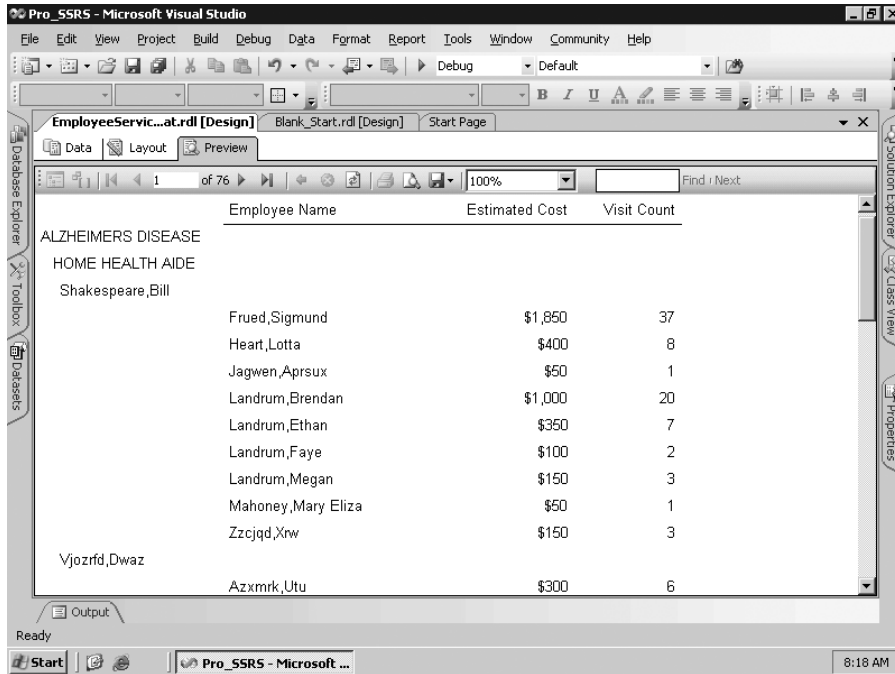 Pro_SSRS - Microsoft Visual Studio
File Edit View Project Build Debug Data Format Report Tools Window Community Help
Debug Default
B I U A
EmployeeServic...at.rdl [Design] Blank_Start.rdl [Design] Start Page
Data Layout Preview
1 of 76 100% Find Next
Employee Name Estimated Cost Visit Count
ALZHEIMERS DISEASE
HOME HEALTH AIDE
Shakespeare,Bill
Frued,Sigmund $1,850 37
Heart,Lotta $400 8
Jagwen,Aprsux $50 1
Landrum,Brendan $1,000 20
Landrum,Ethan $350 7
Landrum,Faye $100 2
Landrum,Megan $150 3
Mahoney,Mary Eliza $50 1
Zzcjqd,Xrw $150 3
Vjozrfd,Dwaz
Azxmrk,Utu $300 6
Database Explorer
Toolbox
Datasets
Solution Explorer
Class View
Properties
Output
Ready
Start Pro_SSRS - Microsoft ... 8:18 AM